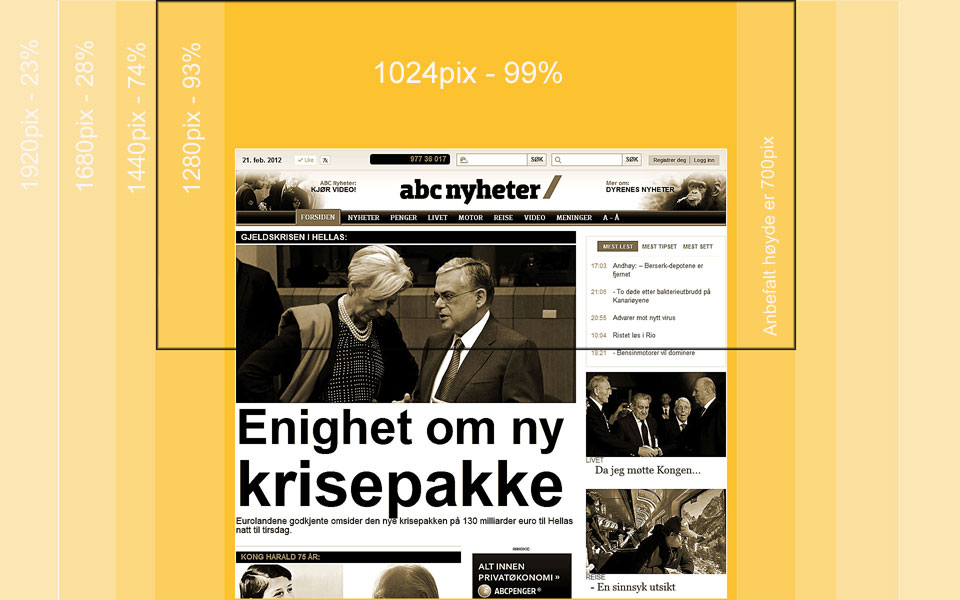 1920pix - 23%
1680pix - 28%
1440pix - 74%
1280pix - 93%
1024pix - 99%
Anbefalt høyde er 700pix
21. feb. 2012
Like
977 36 017
SØK
SØK
Registrer deg
Logg inn
ABC Nyheter:
KJØR VIDEO!
abc nyheter
Mer om:
DYRENES NYHETER
FORSIDEN NYHETER PENGER LIVET MOTOR REISE VIDEO MENINGER A - Å
GJELDSKRISEN I HELLAS:
MEST LEST MEST TIPSET MEST SETT
17:03 Andhøy: – Berserk-depotene er
fjernet
21:05 - To døde etter bakterieutbrudd på
Kanariøyene
20:55 Advarer mot nytt virus
10:04 Ristet løs i Rio
19:21 - Bensinmotorer vil dominere
Enighet om ny
krisepakke
Eurolandene godkjente omsider den nye krisepakken på 130 milliarder euro til Hellas
natt til tirsdag.
LIVET
Da jeg møtte Kongen...
REISE
- En sinnsyk utsikt
KONG HARALD 75 ÅR:
ALT INNEN
PRIVATØKONOMI »
ABCPENGER